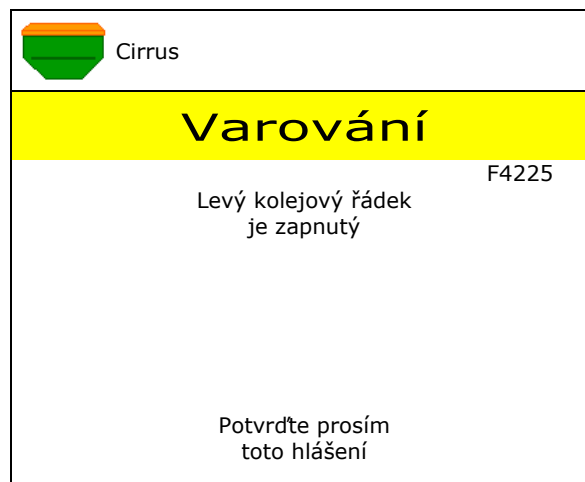 Cirrus
Varování
F4225
Levý kolejový řádek
je zapnutý
Potvrďte prosím
toto hlášení